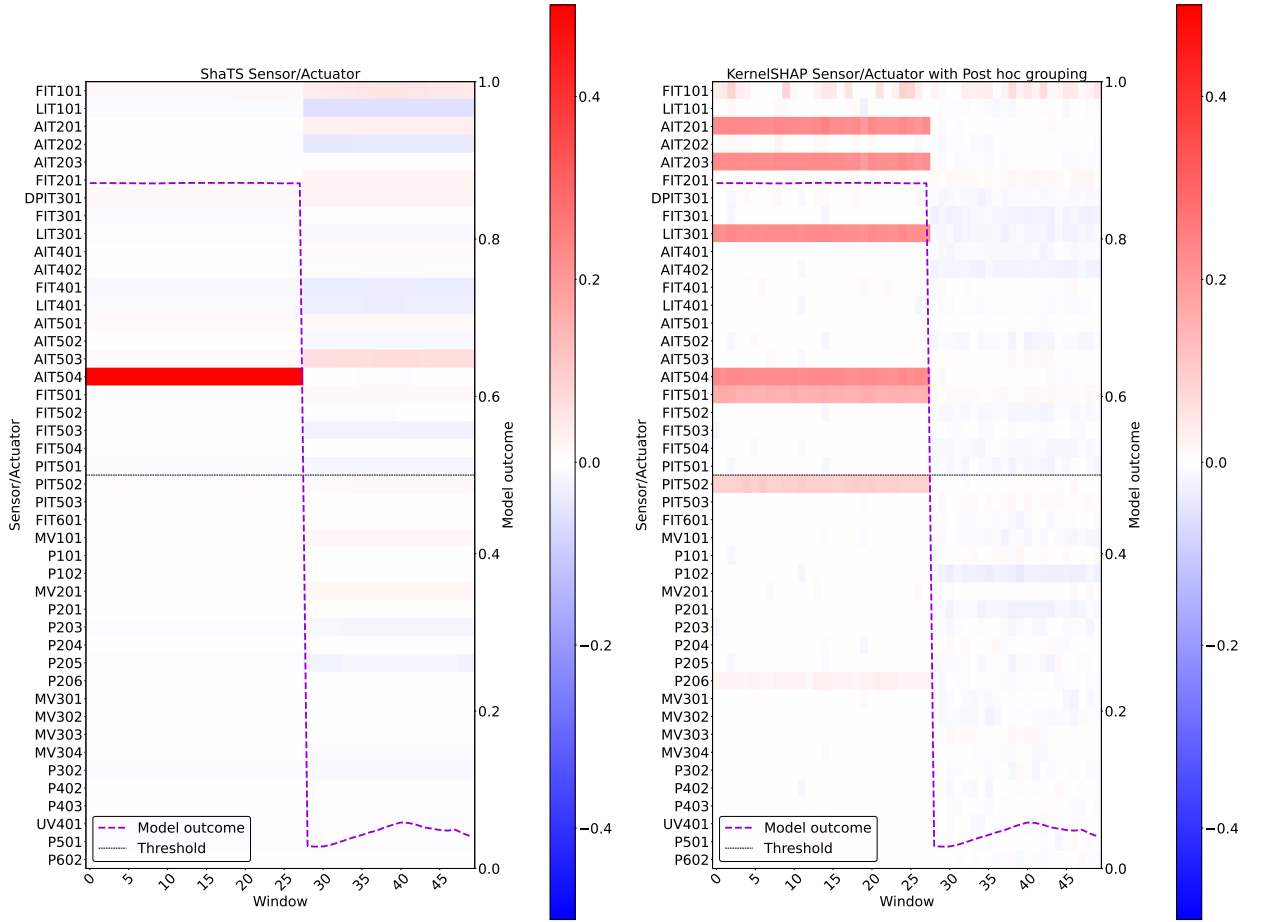 ShaTS Sensor/Actuator
Sensor/Actuator
FIT101
LIT101
AIT201
AIT202
AIT203
FIT201
DPIT301
FIT301
LIT301
AIT401
AIT402
FIT401
LIT401
AIT501
AIT502
AIT503
AIT504
FIT501
FIT502
FIT503
FIT504
PIT501
PIT502
PIT503
FIT601
MV101
P101
P102
MV201
P201
P203
P204
P205
P206
MV301
MV302
MV303
MV304
P302
P402
P403
UV401
P501
P602
Model outcome
Threshold
0
5
10
15
20
25
30
35
40
45
Window
1.0
0.8
0.6
0.4
0.2
0.0
Model outcome
0.4
0.2
0.0
−0.2
−0.4
KernelSHAP Sensor/Actuator with Post hoc grouping
Sensor/Actuator
FIT101
LIT101
AIT201
AIT202
AIT203
FIT201
DPIT301
FIT301
LIT301
AIT401
AIT402
FIT401
LIT401
AIT501
AIT502
AIT503
AIT504
FIT501
FIT502
FIT503
FIT504
PIT501
PIT502
PIT503
FIT601
MV101
P101
P102
MV201
P201
P203
P204
P205
P206
MV301
MV302
MV303
MV304
P302
P402
P403
UV401
P501
P602
Model outcome
Threshold
0
5
10
15
20
25
30
35
40
45
Window
1.0
0.8
0.6
0.4
0.2
0.0
Model outcome
0.4
0.2
0.0
−0.2
−0.4